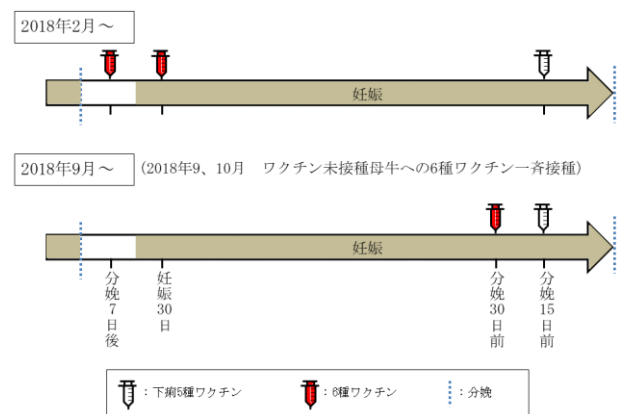 2018年2月~
妊娠
2018年9月~ (2018年9、10月　ワクチン未接種母牛への6種ワクチン一斉接種)
妊娠
分娩7日後
妊娠30日
分娩30日前
分娩15日前
：下痢5種ワクチン ：6種ワクチン ：分娩